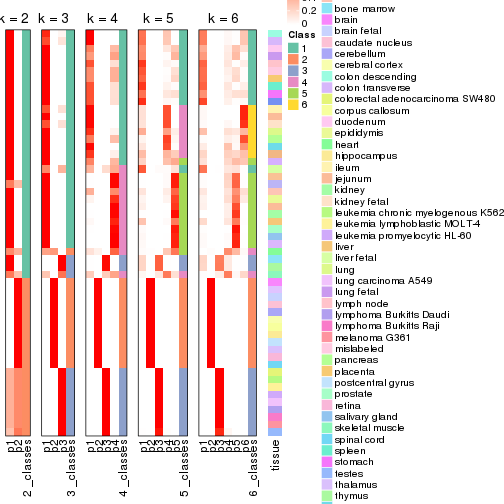 k = 2 k = 3 k = 4 k = 5 k = 6
0.2
0
Class
1
2
3
4
5
6
bone marrow
brain
brain fetal
caudate nucleus
cerebellum
cerebral cortex
colon descending
colon transverse
colorectal adenocarcinoma SW480
corpus callosum
duodenum
epididymis
heart
hippocampus
ileum
jejunum
kidney
kidney fetal
leukemia chronic myelogenous K562
leukemia lymphoblastic MOLT-4
leukemia promyelocytic HL-60
liver
liver fetal
lung
lung carcinoma A549
lung fetal
lymph node
lymphoma Burkitts Daudi
lymphoma Burkitts Raji
melanoma G361
mislabeled
pancreas
placenta
postcentral gyrus
prostate
retina
salivary gland
skeletal muscle
spinal cord
spleen
stomach
testes
thalamus
thymus
p1
p2
2_classes
p1
p2
p3
3_classes
p1
p2
p3
p4
4_classes
p1
p2
p3
p4
p5
5_classes
p1
p2
p3
p4
p5
p6
6_classes
tissue